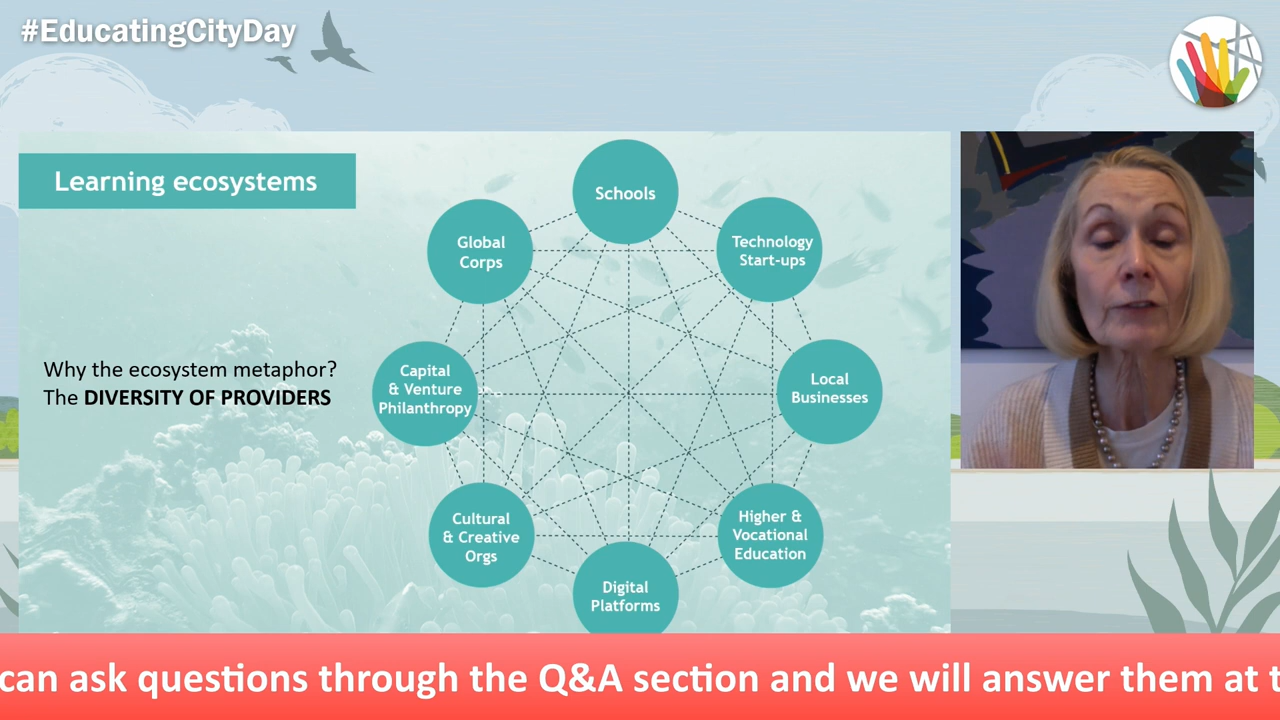 #EducatingCityDay
Learning ecosystems
Why the ecosystem metaphor?
The DIVERSITY OF PROVIDERS
Schools
Technology
Start-ups
Local
Businesses
Higher &
Vocational
Education
Digital
Platforms
Cultural
& Creative
Orgs
Capital
& Venture
Philanthropy
Global
Corps
can ask questions through the Q&A section and we will answer them at t